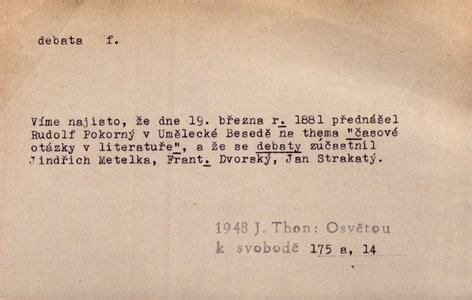 debata f.
Víme najisto, že dne 19. března r. 1881 přednášel
Rudolf Pokorný v Umělecké Besedě na thema "časové
otázky v literatuře", a že se debaty zúčastnil
Jindřich Metelka, Frant. Dvorský, Jan Strakatý.
1948 J. Thon: Osvětou
k svobodě 175 a, 14